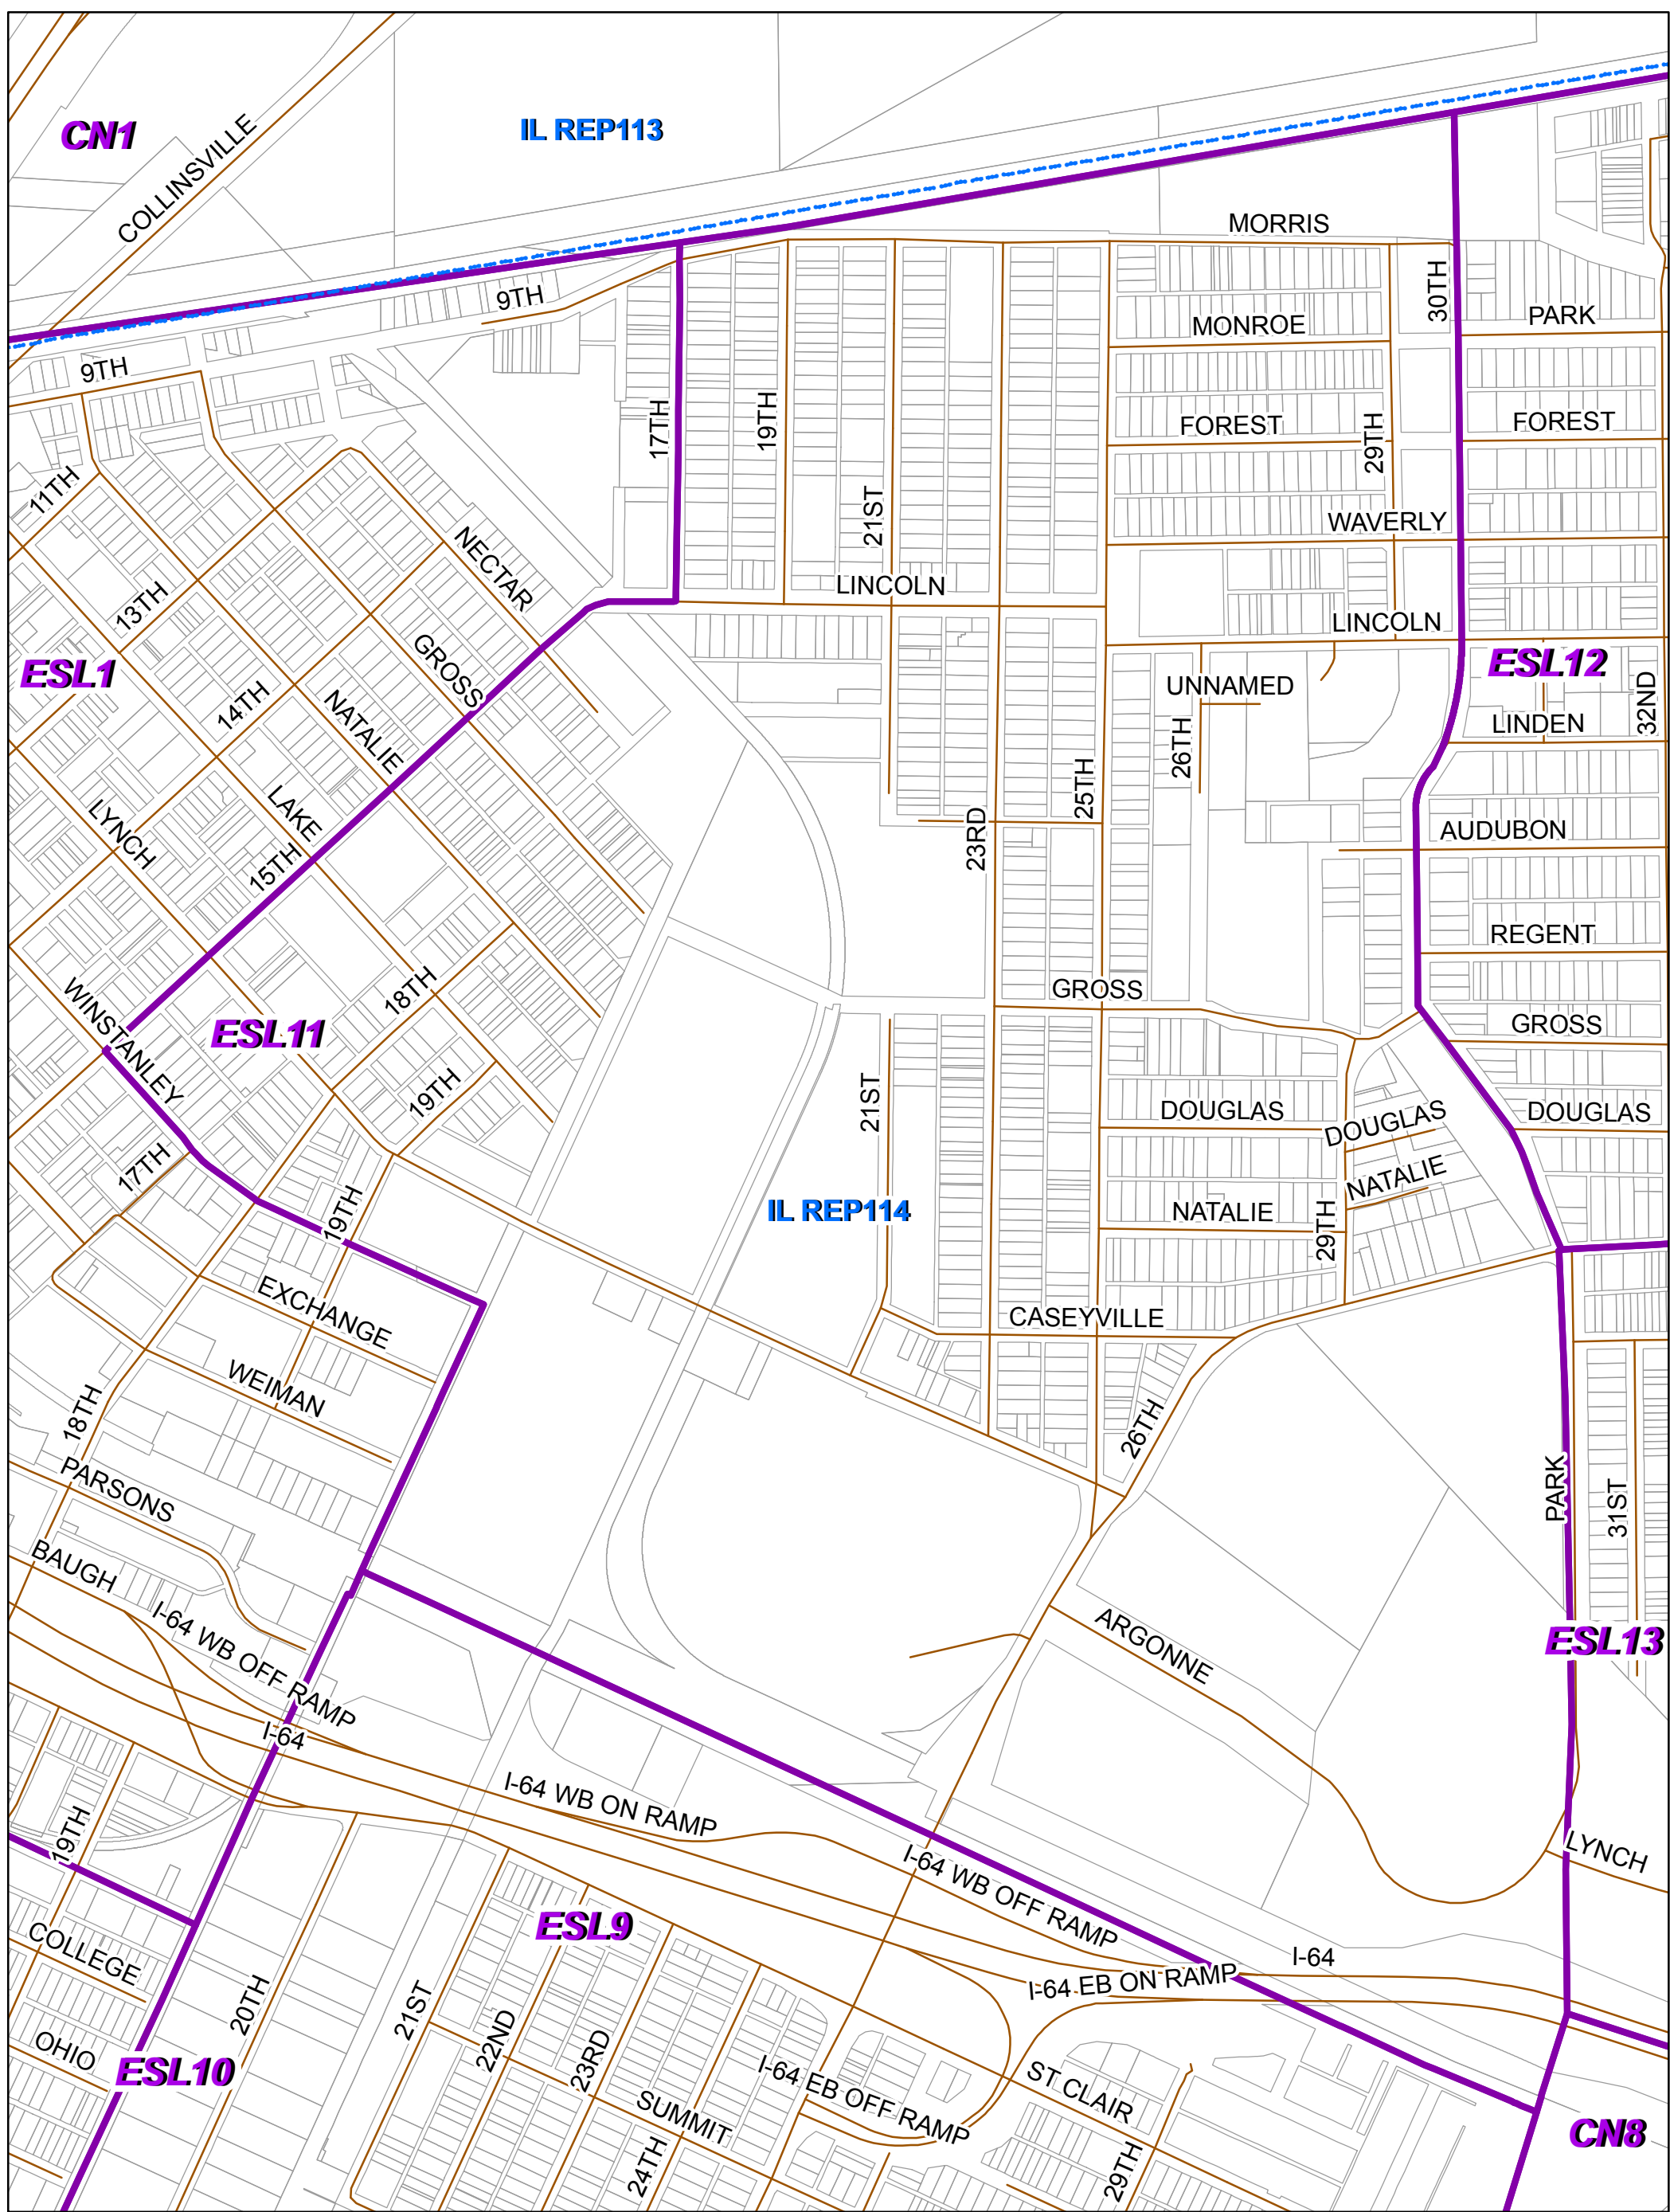 CN1
IL REP113
COLLINSVILLE
MORRIS
9TH
30TH
PARK
MONROE
9TH
17TH
19TH
FOREST
29TH
FOREST
11TH
21ST
WAVERLY
NECTAR
LINCOLN
13TH
LINCOLN
ESL1
GROSS
ESL12
14TH
NATALIE
UNNAMED
32ND
LINDEN
26TH
25TH
LYNCH
LAKE
15TH
23RD
AUDUBON
REGENT
18TH
GROSS
WINSTANLEY
ESL11
GROSS
19TH
21ST
DOUGLAS
DOUGLAS
DOUGLAS
17TH
NATALIE
19TH
IL REP114
NATALIE
29TH
EXCHANGE
CASEYVILLE
WEIMAN
18TH
26TH
PARSONS
PARK
31ST
BAUGH
I-64 WB OFF RAMP
ARGONNE
ESL13
I-64
I-64 WB ON RAMP
19TH
I-64 WB OFF RAMP
LYNCH
ESL9
COLLEGE
I-64
I-64 EB ON RAMP
20TH
21ST
22ND
23RD
OHIO
ESL10
I-64 EB OFF RAMP
ST CLAIR
SUMMIT
24TH
29TH
CN8